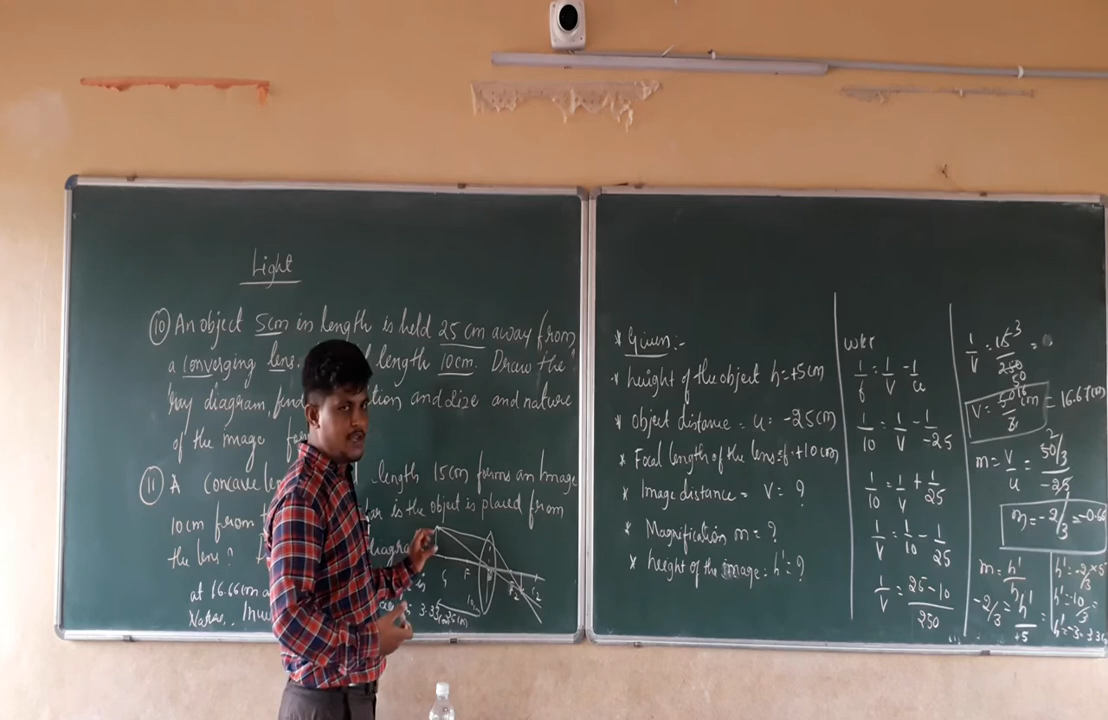 Light
(10) An object 5cm in length is held 25 cm away from
a converging lens. length 10cm. Draw the
ray diagram, find and size and nature
of the image
(11) A concave length 15cm forms an Image
10cm from is the object is placed from
the lens?
at 16.66cm
3.33
* Given:-
* height of the object h=+5cm
* Object distance = u = -25cm
* Focal length of the lens = f = +10cm
* Image distance = V = ?
* Magnification m = ?
* height of the image = h' = ?
WKT
1/f = 1/V - 1/u
1/10 = 1/V - 1/-25
1/10 = 1/V + 1/25
1/V = 1/10 - 1/25
1/V = 25-10/250
1/V = 15/250
V = 50/3 cm = 16.67cm
m = V/u = 50/3/-25
m = -2/3 = -0.66
m = h'/h
-2/3 = h'/+5
h' = -2/3 × 5
h' = -10/3